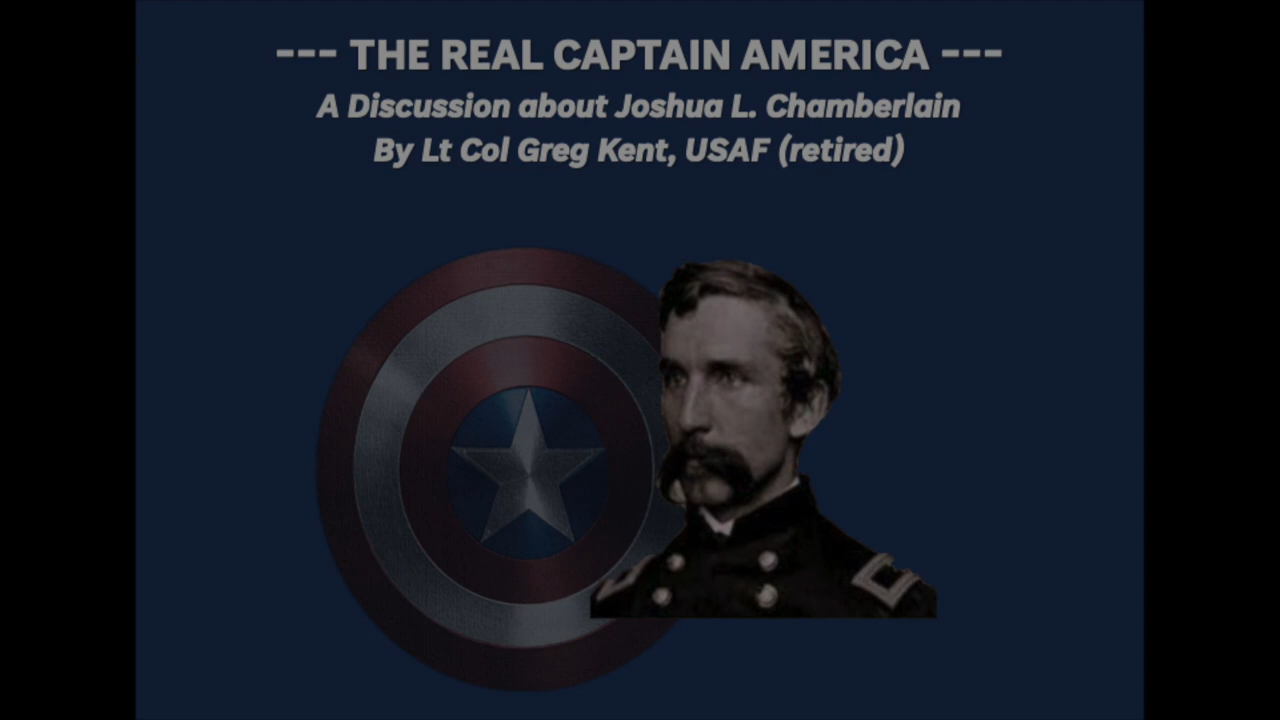 --- THE REAL CAPTAIN AMERICA ---
A Discussion about Joshua L. Chamberlain
By Lt Col Greg Kent, USAF (retired)